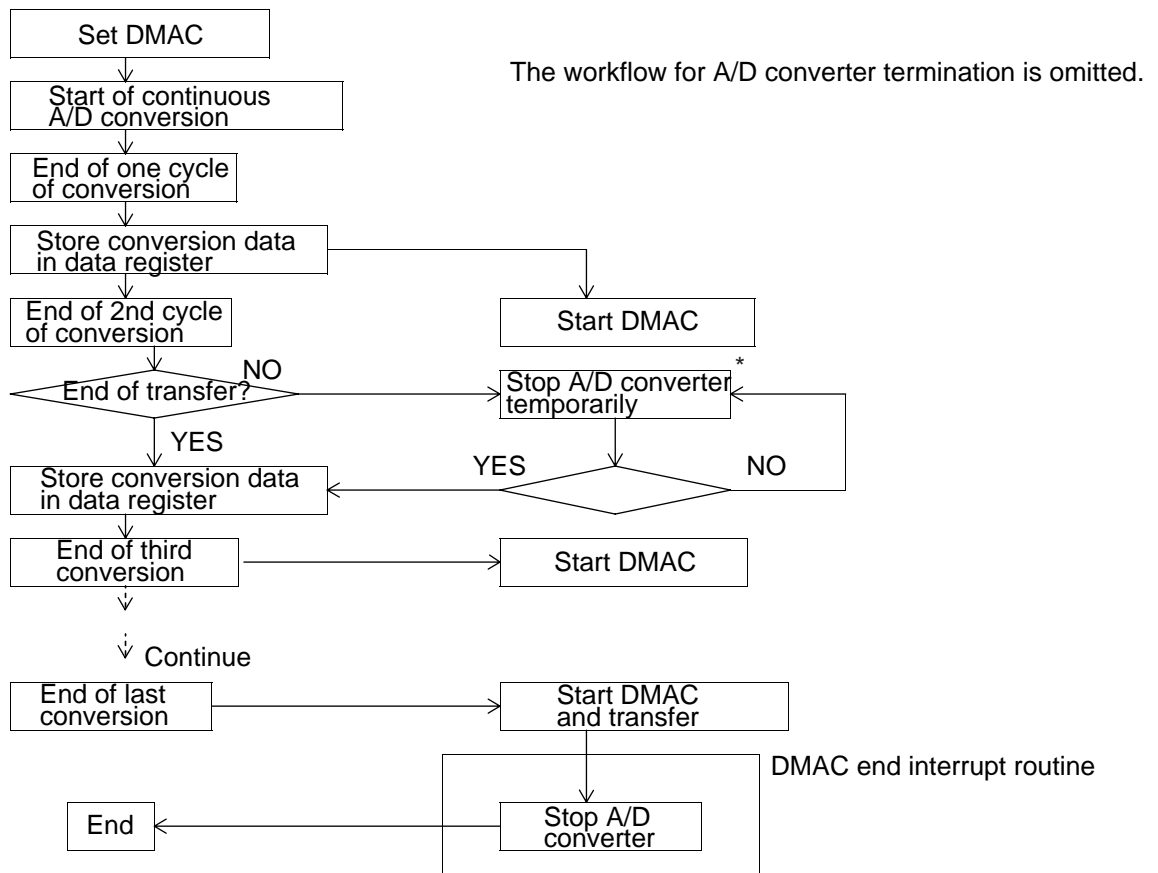 Set DMAC
The workflow for A/D converter termination is omitted.
Start of continuous
A/D conversion
End of one cycle
of conversion
Store conversion data
in data register
Start DMAC
End of 2nd cycle
of conversion
End of transfer?
NO
YES
Stop A/D converter
temporarily
*
YES
NO
Store conversion data
in data register
End of third
conversion
Start DMAC
Continue
End of last
conversion
Start DMAC
and transfer
DMAC end interrupt routine
Stop A/D
converter
End